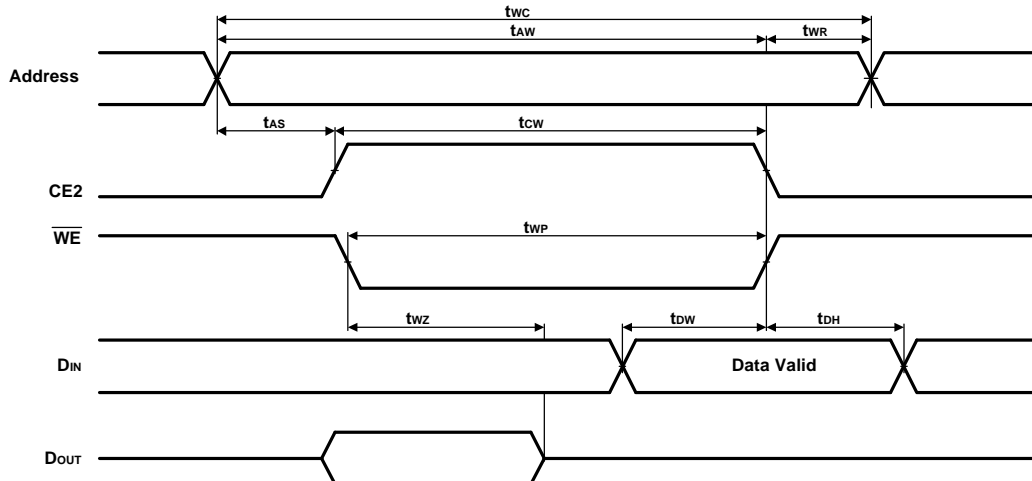 tWC
tAW tWR
Address
tAS tCW
CE2
WE
tWP
tWZ tDW tDH
DIN Data Valid
DOUT